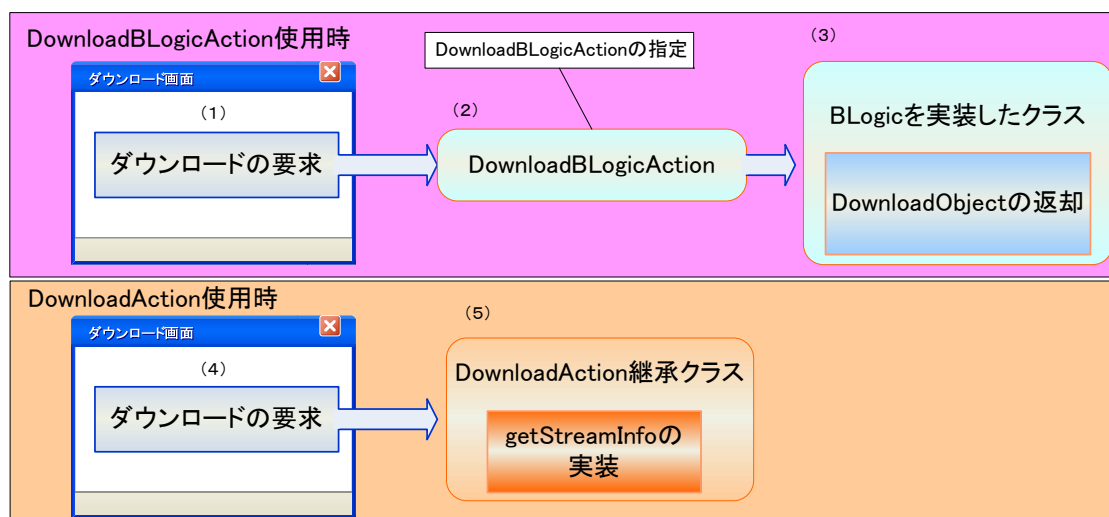 DownloadBLogicAction使用時
ダウンロード画面
(1)
ダウンロードの要求
DownloadBLogicActionの指定
(2)
DownloadBLogicAction
(3)
BLogicを実装したクラス
DownloadObjectの返却
DownloadAction使用時
ダウンロード画面
(4)
ダウンロードの要求
(5)
DownloadAction継承クラス
getStreamInfoの
実装